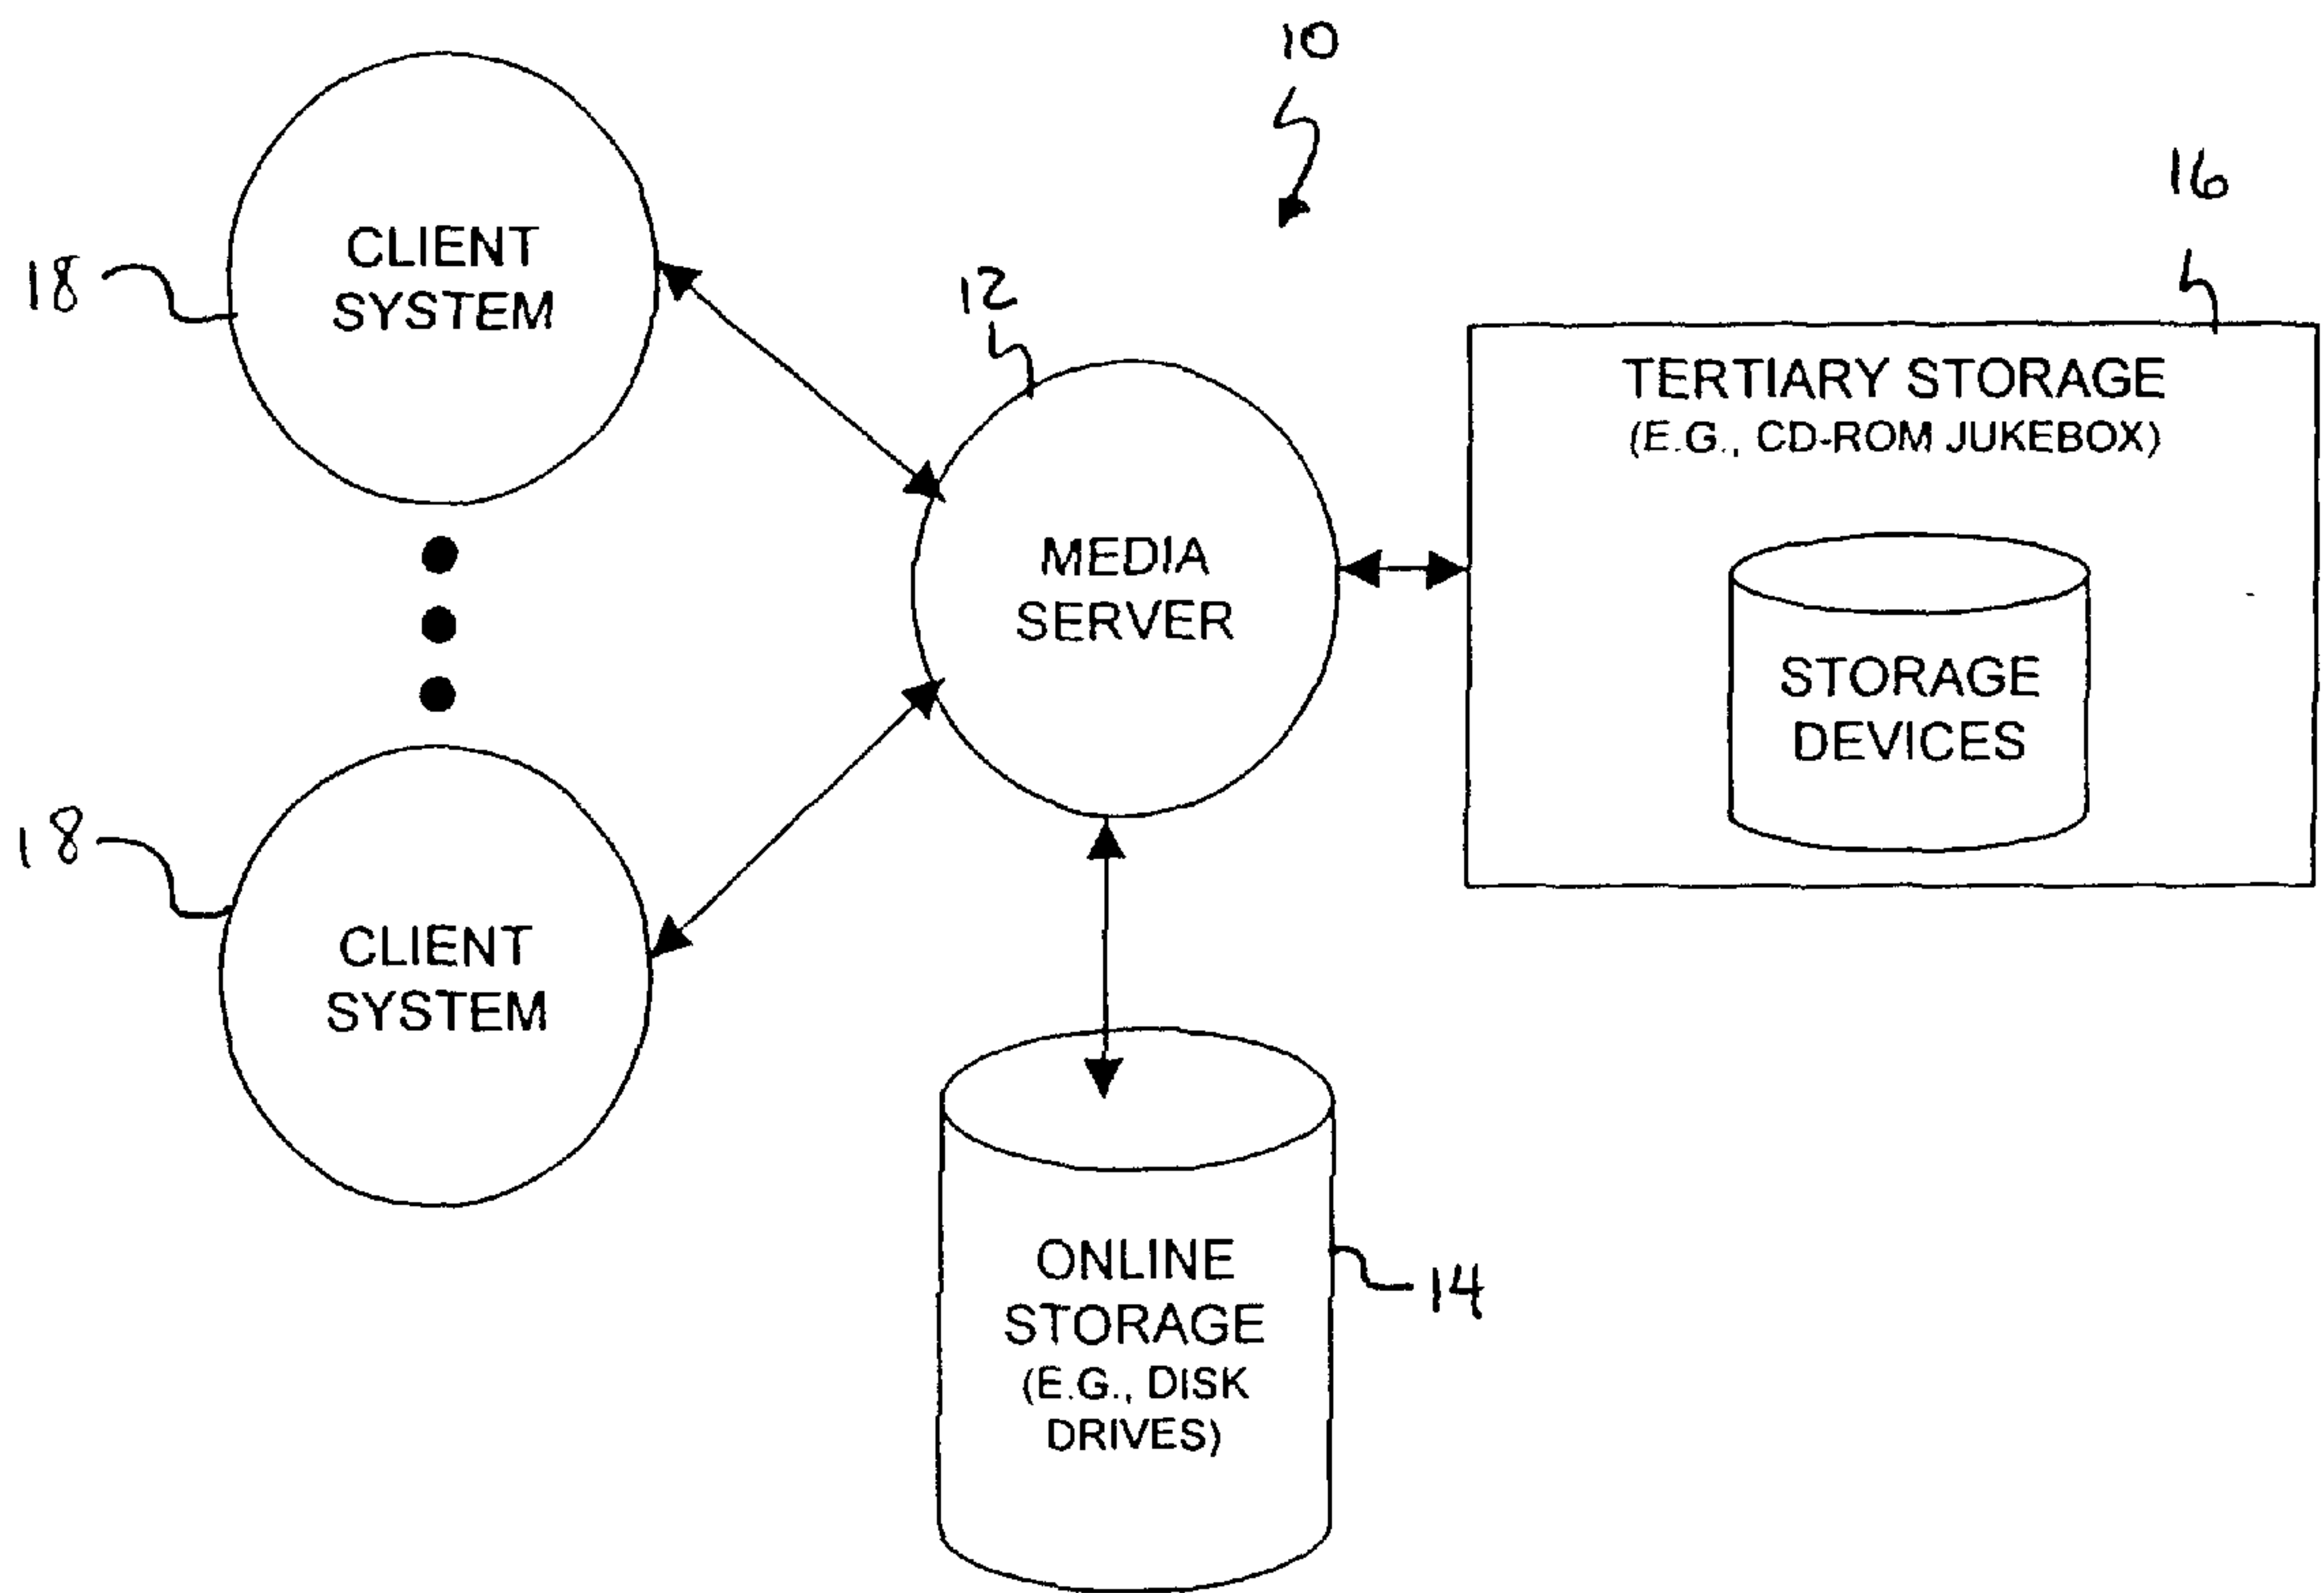 10
16
18
CLIENT
SYSTEM
12
TERTIARY STORAGE
(E.G., CD-ROM JUKEBOX)
MEDIA
SERVER
STORAGE
DEVICES
18
CLIENT
SYSTEM
ONLINE
STORAGE
(E.G., DISK
DRIVES)
14